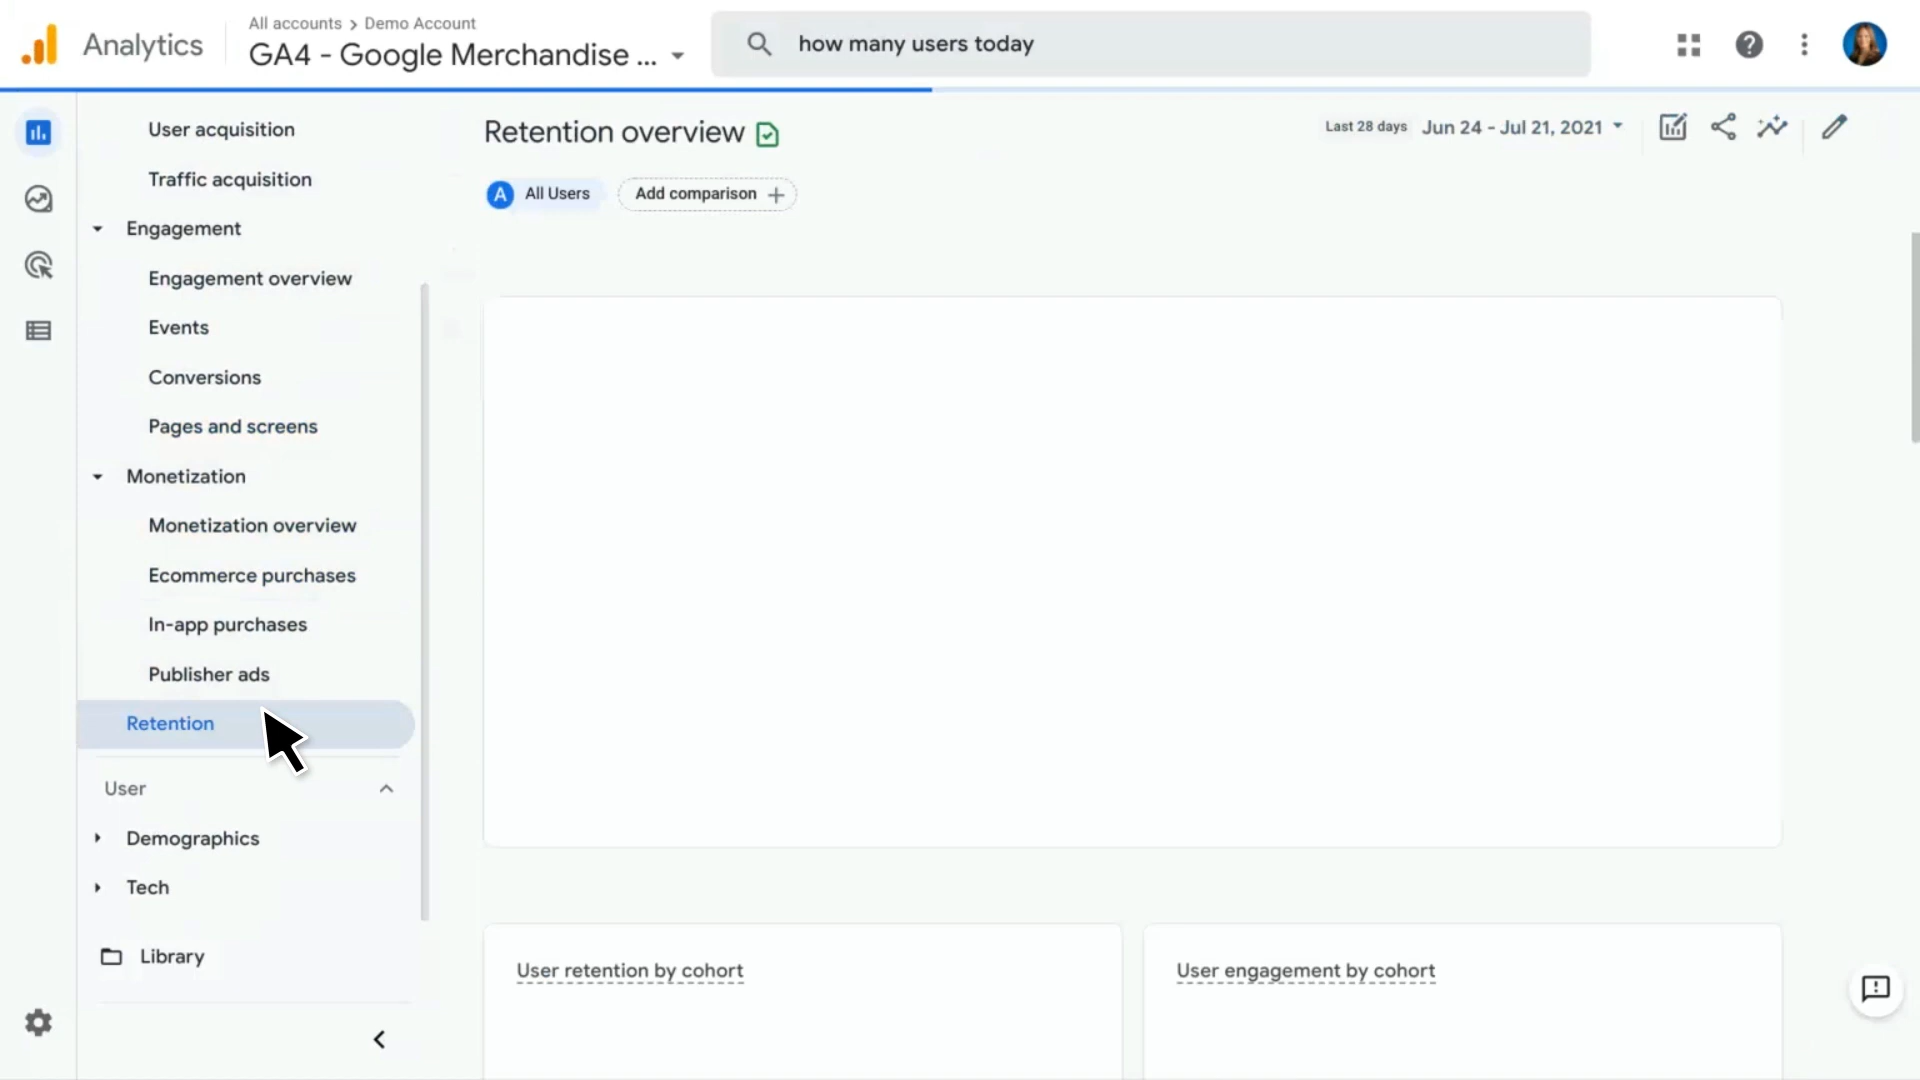 Analytics
All accounts > Demo Account
GA4 - Google Merchandise ...
how many users today
User acquisition
Traffic acquisition
Engagement
Engagement overview
Events
Conversions
Pages and screens
Monetization
Monetization overview
Ecommerce purchases
In-app purchases
Publisher ads
Retention
User
Demographics
Tech
Library
Retention overview
Last 28 days Jun 24 - Jul 21, 2021
A All Users
Add comparison +
User retention by cohort
User engagement by cohort